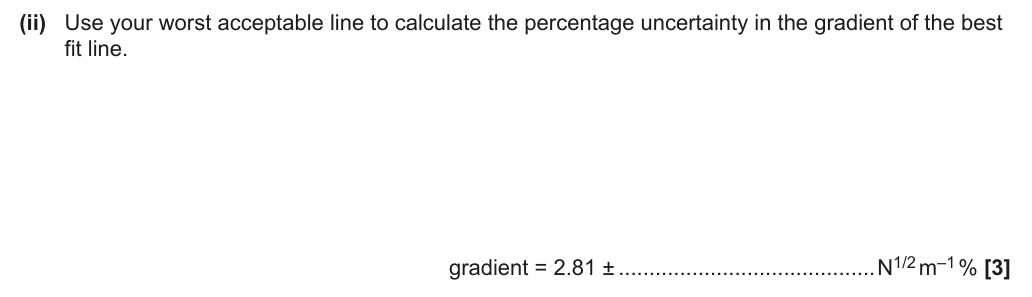 (ii) Use your worst acceptable line to calculate the percentage uncertainty in the gradient of the best
fit line.
gradient = 2.81 ± .......................................... N1/2 m–1 % [3]